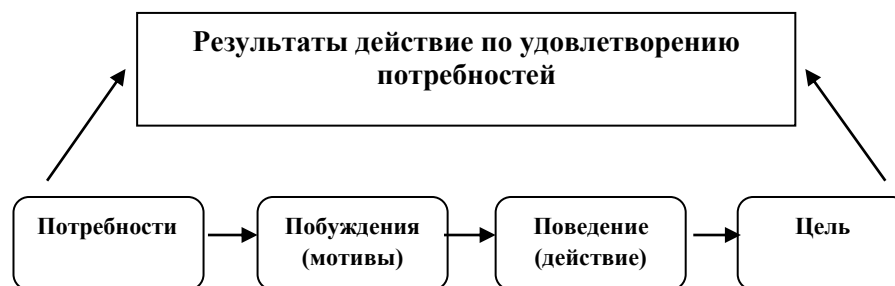 Результаты действие по удовлетворению
потребностей
Потребности
Побуждения
(мотивы)
Поведение
(действие)
Цель